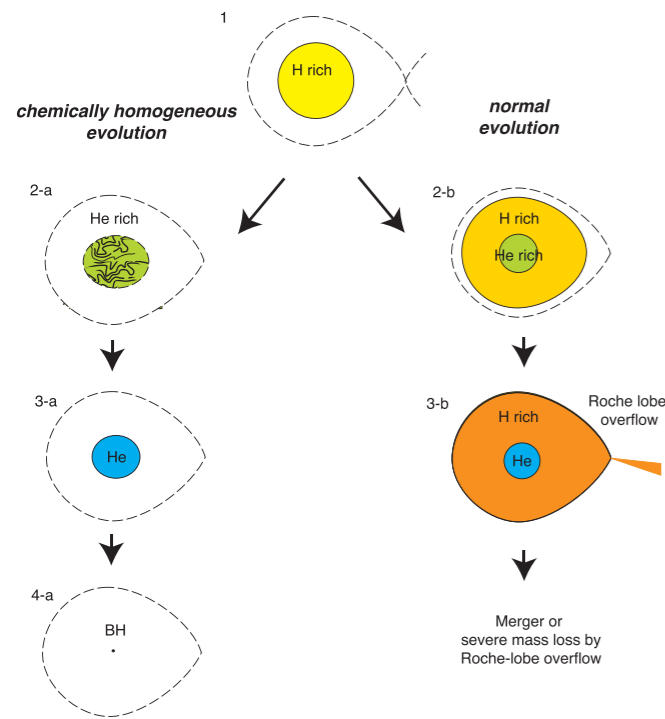 1
H rich
chemically homogeneous
evolution
normal
evolution
2-a
He rich
2-b
H rich
He rich
3-a
He
3-b
H rich
He
Roche lobe
overflow
4-a
BH
Merger or
severe mass loss by
Roche-lobe overflow